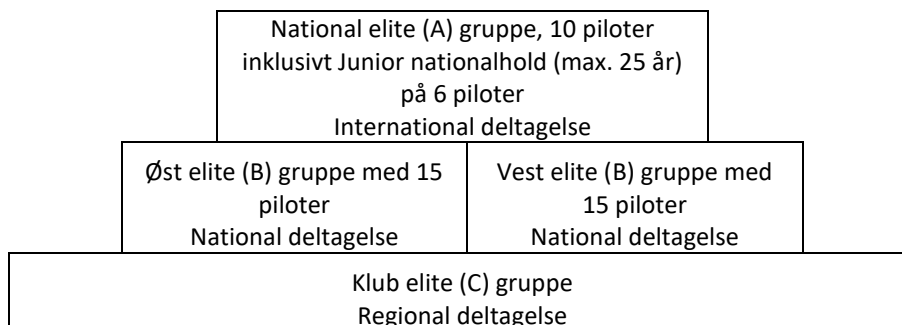 National elite (A) gruppe, 10 piloter
inklusivt Junior nationalhold (max. 25 år)
på 6 piloter
International deltagelse
Øst elite (B) gruppe med 15
piloter
National deltagelse
Vest elite (B) gruppe med
15 piloter
National deltagelse
Klub elite (C) gruppe
Regional deltagelse